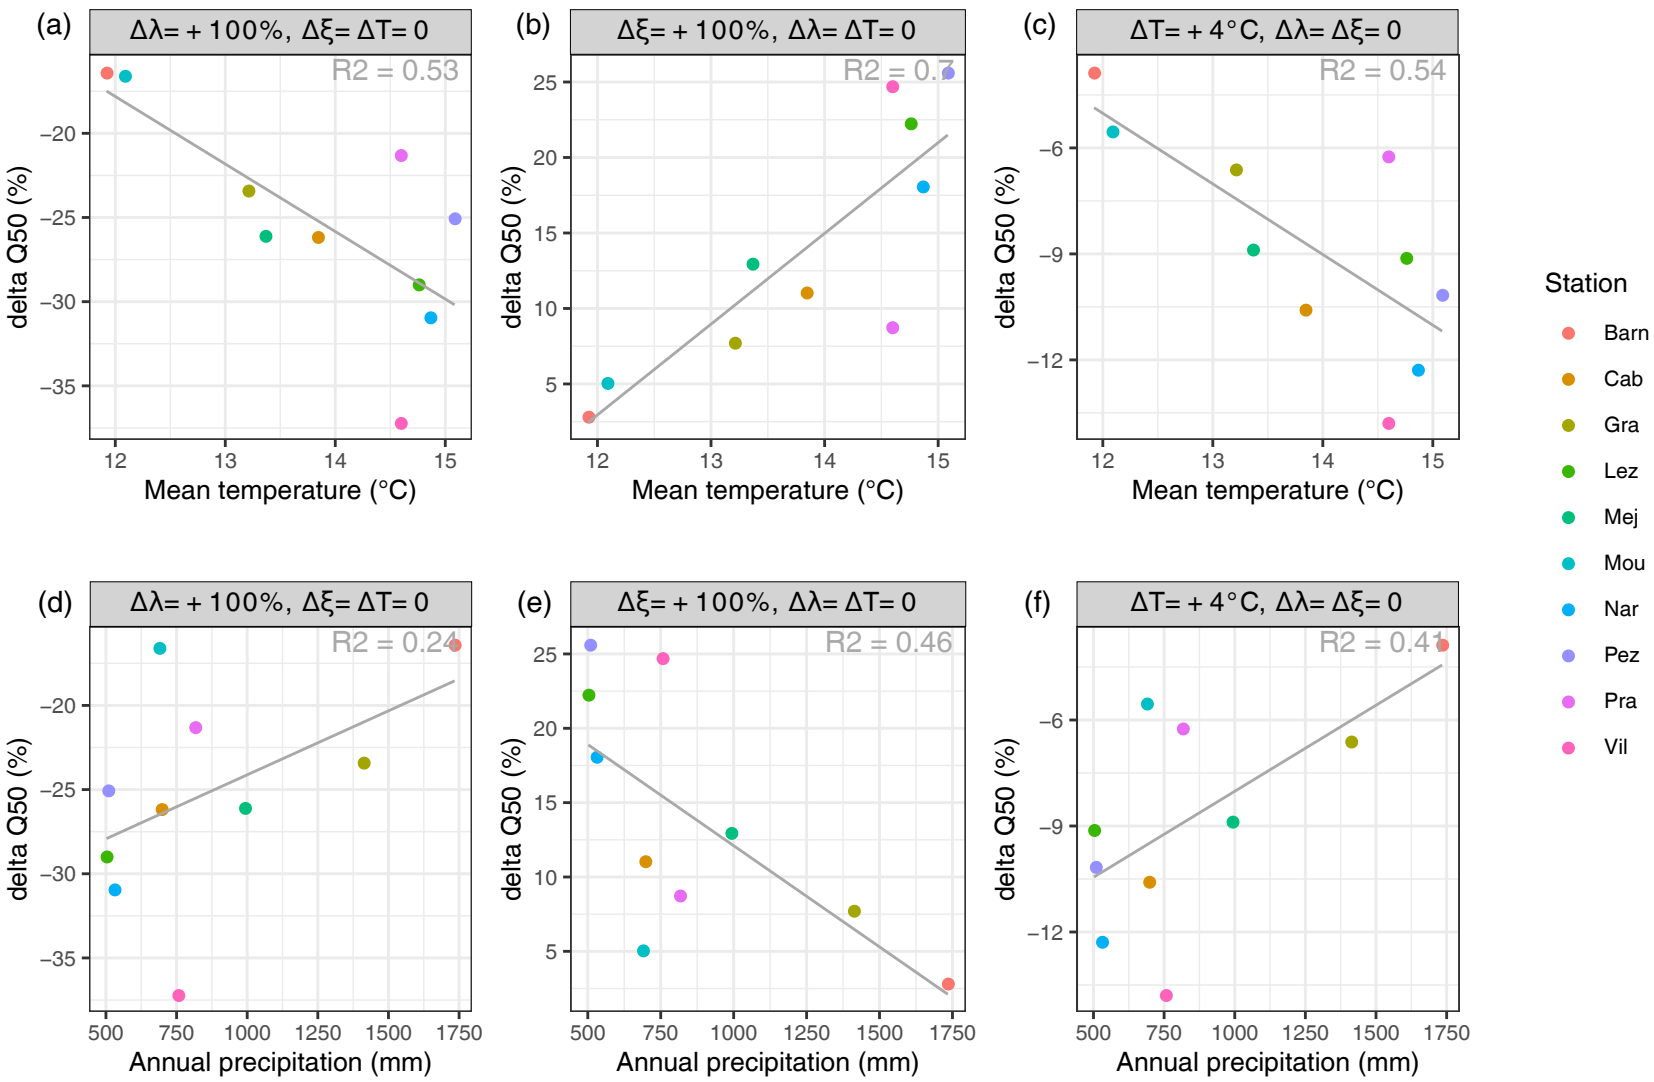 (a) Δλ= + 100%, Δξ= ΔT= 0
R2 = 0.53
−20
−25
−30
−35
delta Q50 (%)
12 13 14 15
Mean temperature (°C)
(b) Δξ= + 100%, Δλ= ΔT= 0
R2 = 0.7
25
20
15
10
5
delta Q50 (%)
12 13 14 15
Mean temperature (°C)
(c) ΔT= + 4°C, Δλ= Δξ= 0
R2 = 0.54
−6
−9
−12
delta Q50 (%)
12 13 14 15
Mean temperature (°C)
(d) Δλ= + 100%, Δξ= ΔT= 0
R2 = 0.24
−20
−25
−30
−35
delta Q50 (%)
500 750 1000 1250 1500 1750
Annual precipitation (mm)
(e) Δξ= + 100%, Δλ= ΔT= 0
R2 = 0.46
25
20
15
10
5
delta Q50 (%)
500 750 1000 1250 1500 1750
Annual precipitation (mm)
(f) ΔT= + 4°C, Δλ= Δξ= 0
R2 = 0.41
−6
−9
−12
delta Q50 (%)
500 750 1000 1250 1500 1750
Annual precipitation (mm)
Station
Barn
Cab
Gra
Lez
Mej
Mou
Nar
Pez
Pra
Vil